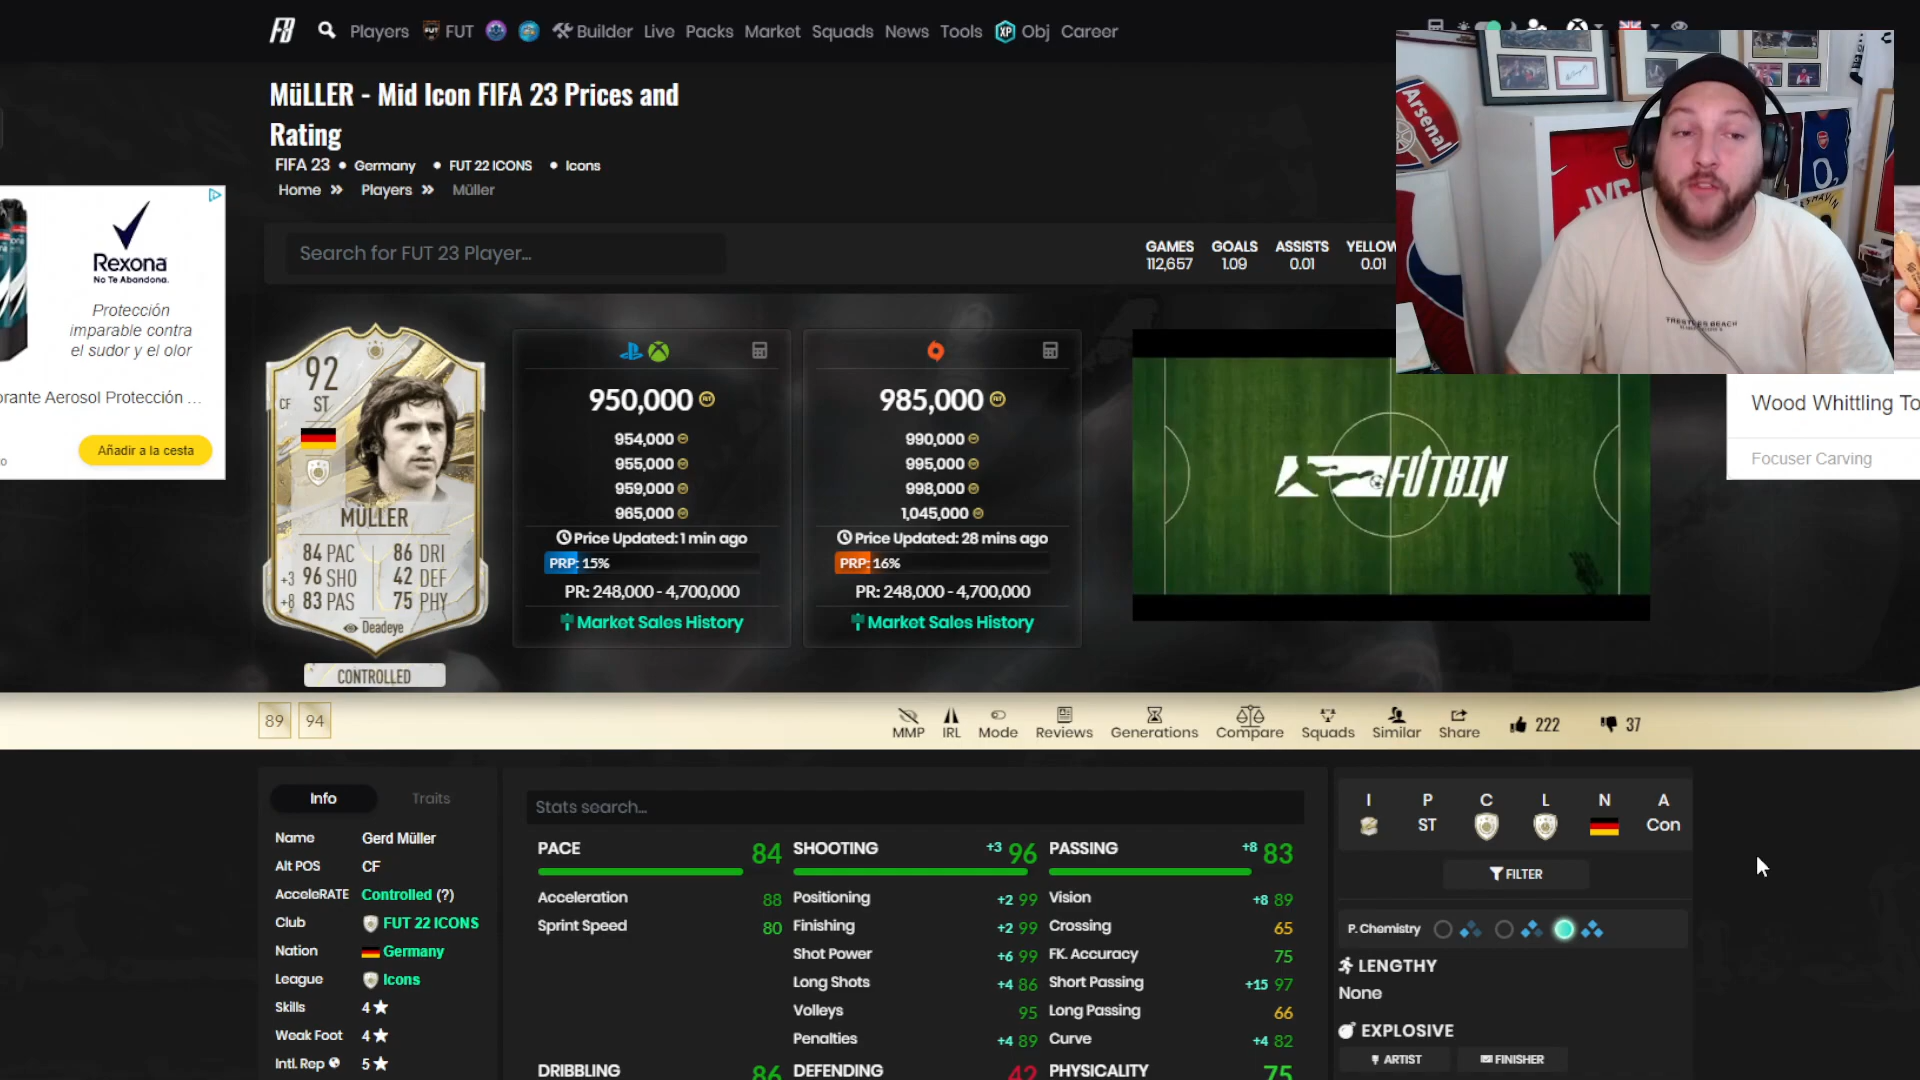 FB Players FUT Builder Live Packs Market Squads News Tools XP Obj Career
MüLLER - Mid Icon FIFA 23 Prices and
Rating
FIFA 23 • Germany • FUT 22 ICONS • Icons
Home » Players » Müller
Search for FUT 23 Player...
GAMES GOALS ASSISTS YELLOW
112,657 1.09 0.01 0.01
Rexona
No Te Abandona.
Protección
imparable contra
el sudor y el olor
orante Aerosol Protección ...
Añadir a la cesta
Arsenal
JVC
O2
TRESTLES BEACH
Wood Whittling To
Focuser Carving
92
CF ST
MULLER
84 PAC 86 DRI
+3 96 SHO 42 DEF
+8 83 PAS 75 PHY
Deadeye
CONTROLLED
950,000
954,000
955,000
959,000
965,000
Price Updated: 1 min ago
PRP: 15%
PR: 248,000 - 4,700,000
Market Sales History
985,000
990,000
995,000
998,000
1,045,000
Price Updated: 28 mins ago
PRP: 16%
PR: 248,000 - 4,700,000
Market Sales History
FUTBIN
89 94
MMP IRL Mode Reviews Generations Compare Squads Similar Share 222 37
Info Traits
Name Gerd Müller
Alt POS CF
AcceleRATE Controlled (?)
Club FUT 22 ICONS
Nation Germany
League Icons
Skills 4★
Weak Foot 4★
Intl. Rep 5★
Stats search...
PACE 84
Acceleration 88
Sprint Speed 80
SHOOTING +3 96
Positioning +2 99
Finishing +2 99
Shot Power +6 99
Long Shots +4 86
Volleys 95
Penalties +4 89
PASSING +8 83
Vision +8 89
Crossing 65
FK. Accuracy 75
Short Passing +15 97
Long Passing 66
Curve +4 82
DRIBBLING 86 DEFENDING 42 PHYSICALITY 75
I P C L N A
ST Con
FILTER
P. Chemistry
LENGTHY
None
EXPLOSIVE
ARTIST FINISHER